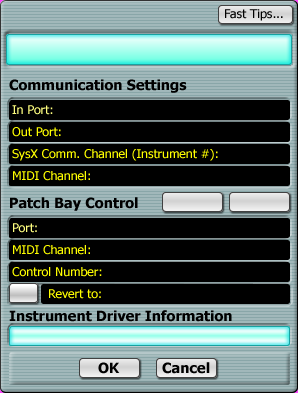 Fast Tips...
Communication Settings
In Port:
Out Port:
SysX Comm. Channel (Instrument #):
MIDI Channel:
Patch Bay Control
Port:
MIDI Channel:
Control Number:
Revert to:
Instrument Driver Information
OK Cancel